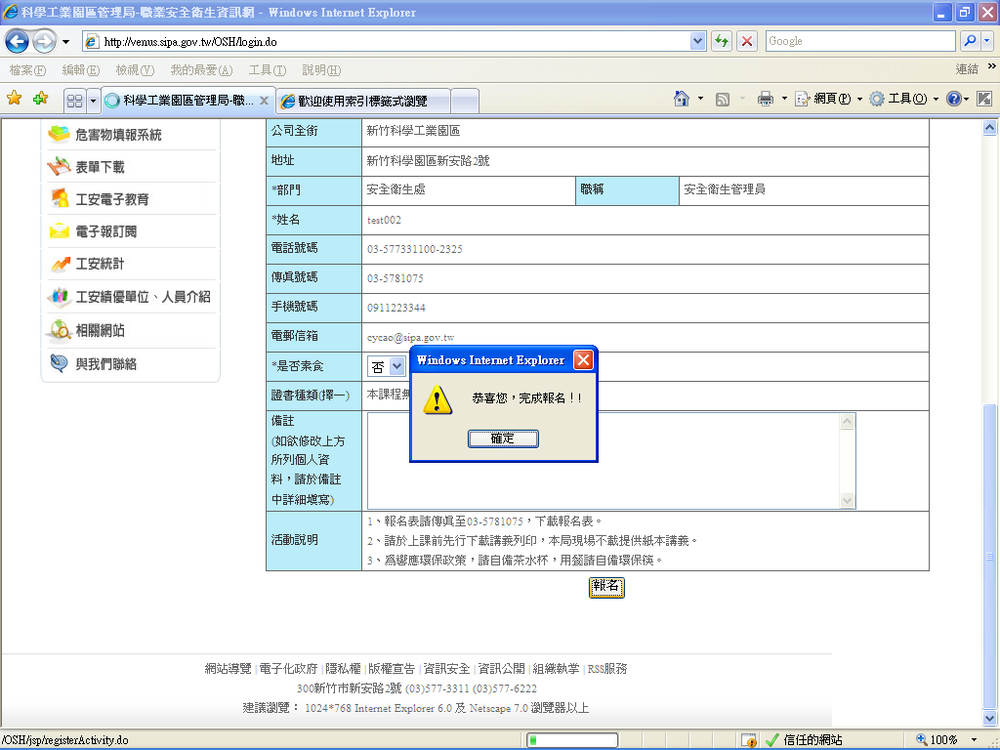 科學工業園區管理局-職業安全衛生資訊網 - Windows Internet Explorer
http://venus.sipa.gov.tw/OSH/login.do
Google
檔案(F) 編輯(E) 檢視(V) 我的最愛(A) 工具(T) 說明(H)
連結 »
科學工業園區管理局-職...
歡迎使用索引標籤式瀏覽
網頁(P) 工具(O)
危害物填報系統
表單下載
工安電子教育
電子報訂閱
工安統計
工安績優單位、人員介紹
相關網站
與我們聯絡
公司全銜 新竹科學工業園區
地址 新竹科學園區新安路2號
*部門 安全衛生處 職稱 安全衛生管理員
*姓名 test002
電話號碼 03-577331100-2325
傳真號碼 03-5781075
手機號碼 0911223344
電郵信箱 cycao@sipa.gov.tw
*是否素食 否
證書種類(擇一) 本課程無
Windows Internet Explorer
恭喜您，完成報名！!
確定
備註
(如欲修改上方
所列個人資
料，請於備註
中詳細填寫)
活動說明
1、報名表請傳真至03-5781075，下載報名表。
2、請於上課前先行下載講義列印，本局現場不載提供紙本講義。
3、為響應環保政策，請自備茶水杯，用餐請自備環保筷。
報名
網站導覽 | 電子化政府 | 隱私權 | 版權宣告 | 資訊安全 | 資訊公開 | 組織執掌 | RSS服務
300新竹市新安路2號 (03)577-3311 (03)577-6222
建議瀏覽： 1024*768 Internet Explorer 6.0 及 Netscape 7.0 瀏覽器以上
/OSH/jsp/registerActivity.do
信任的網站
100%